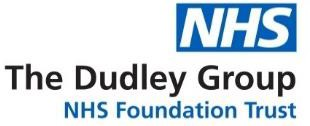 NHS
The Dudley Group
NHS Foundation Trust